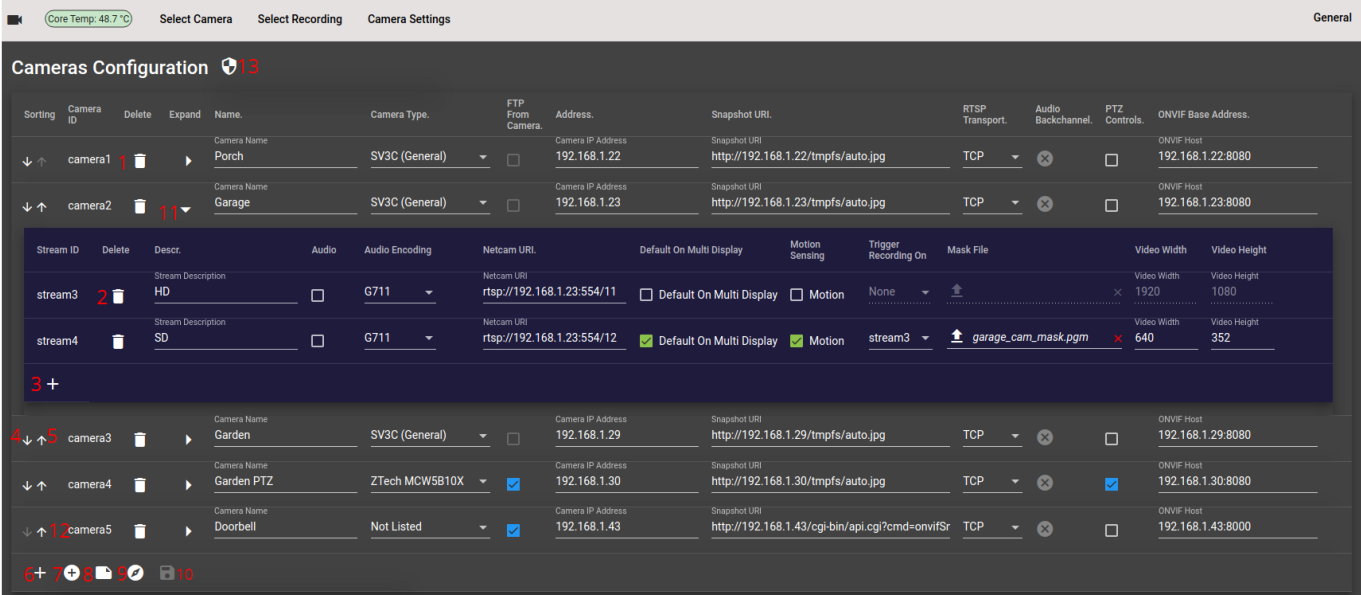 Core Temp: 48.7 °C Select Camera Select Recording Camera Settings General
Cameras Configuration 13
Sorting Camera ID Delete Expand Name. Camera Type. FTP From Camera. Address. Snapshot URI. RTSP Transport. Audio Backchannel. PTZ Controls. ONVIF Base Address.
Camera Name Camera IP Address Snapshot URI ONVIF Host
camera1 1 Porch SV3C (General) 192.168.1.22 http://192.168.1.22/tmpfs/auto.jpg TCP 192.168.1.22:8080
Camera Name Camera IP Address Snapshot URI ONVIF Host
camera2 11 Garage SV3C (General) 192.168.1.23 http://192.168.1.23/tmpfs/auto.jpg TCP 192.168.1.23:8080
Stream ID Delete Descr. Audio Audio Encoding Netcam URI. Default On Multi Display Motion Sensing Trigger Recording On Mask File Video Width Video Height
Stream Description Netcam URI Video Width Video Height
stream3 2 HD G711 rtsp://192.168.1.23:554/11 Default On Multi Display Motion None 1920 1080
Stream Description Netcam URI Video Width Video Height
stream4 SD G711 rtsp://192.168.1.23:554/12 Default On Multi Display Motion stream3 garage_cam_mask.pgm 640 352
3 +
Camera Name Camera IP Address Snapshot URI ONVIF Host
4 5 camera3 Garden SV3C (General) 192.168.1.29 http://192.168.1.29/tmpfs/auto.jpg TCP 192.168.1.29:8080
Camera Name Camera IP Address Snapshot URI ONVIF Host
camera4 Garden PTZ ZTech MCW5B10X 192.168.1.30 http://192.168.1.30/tmpfs/auto.jpg TCP 192.168.1.30:8080
Camera Name Camera IP Address Snapshot URI ONVIF Host
12 camera5 Doorbell Not Listed 192.168.1.43 http://192.168.1.43/cgi-bin/api.cgi?cmd=onvifSr TCP 192.168.1.43:8000
6 + 7 8 9 10